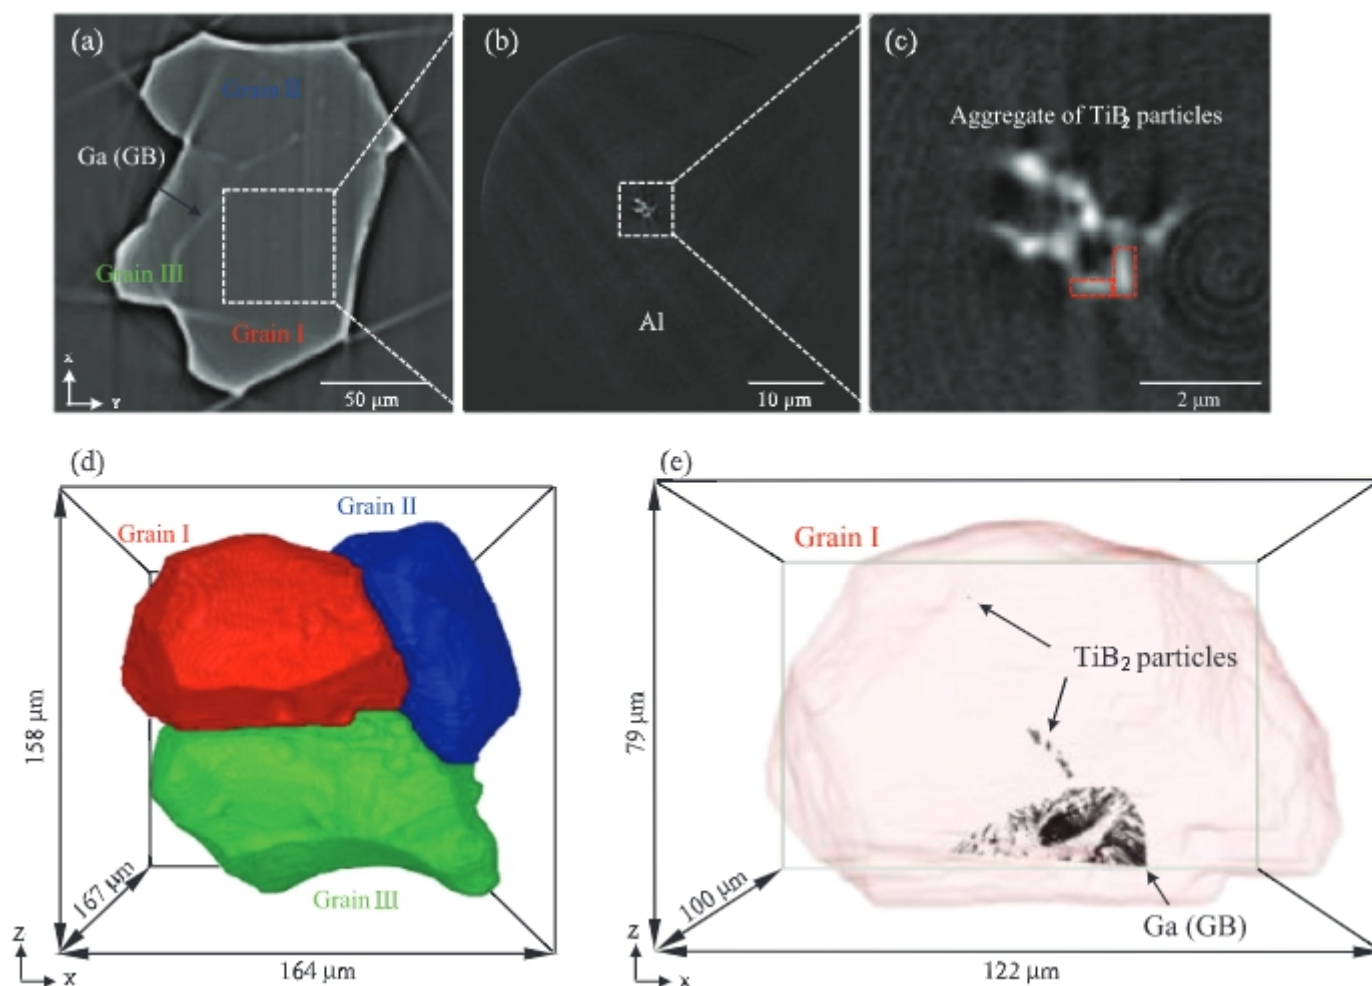 (a)
Grain II
Ga (GB)
Grain III
Grain I
X
Y
50 μm
(b)
Al
10 μm
(c)
Aggregate of TiB2 particles
2 μm
(d)
Grain I
Grain II
Grain III
158 μm
167 μm
164 μm
Z
X
(e)
Grain I
TiB2 particles
Ga (GB)
79 μm
100 μm
122 μm
Z
X